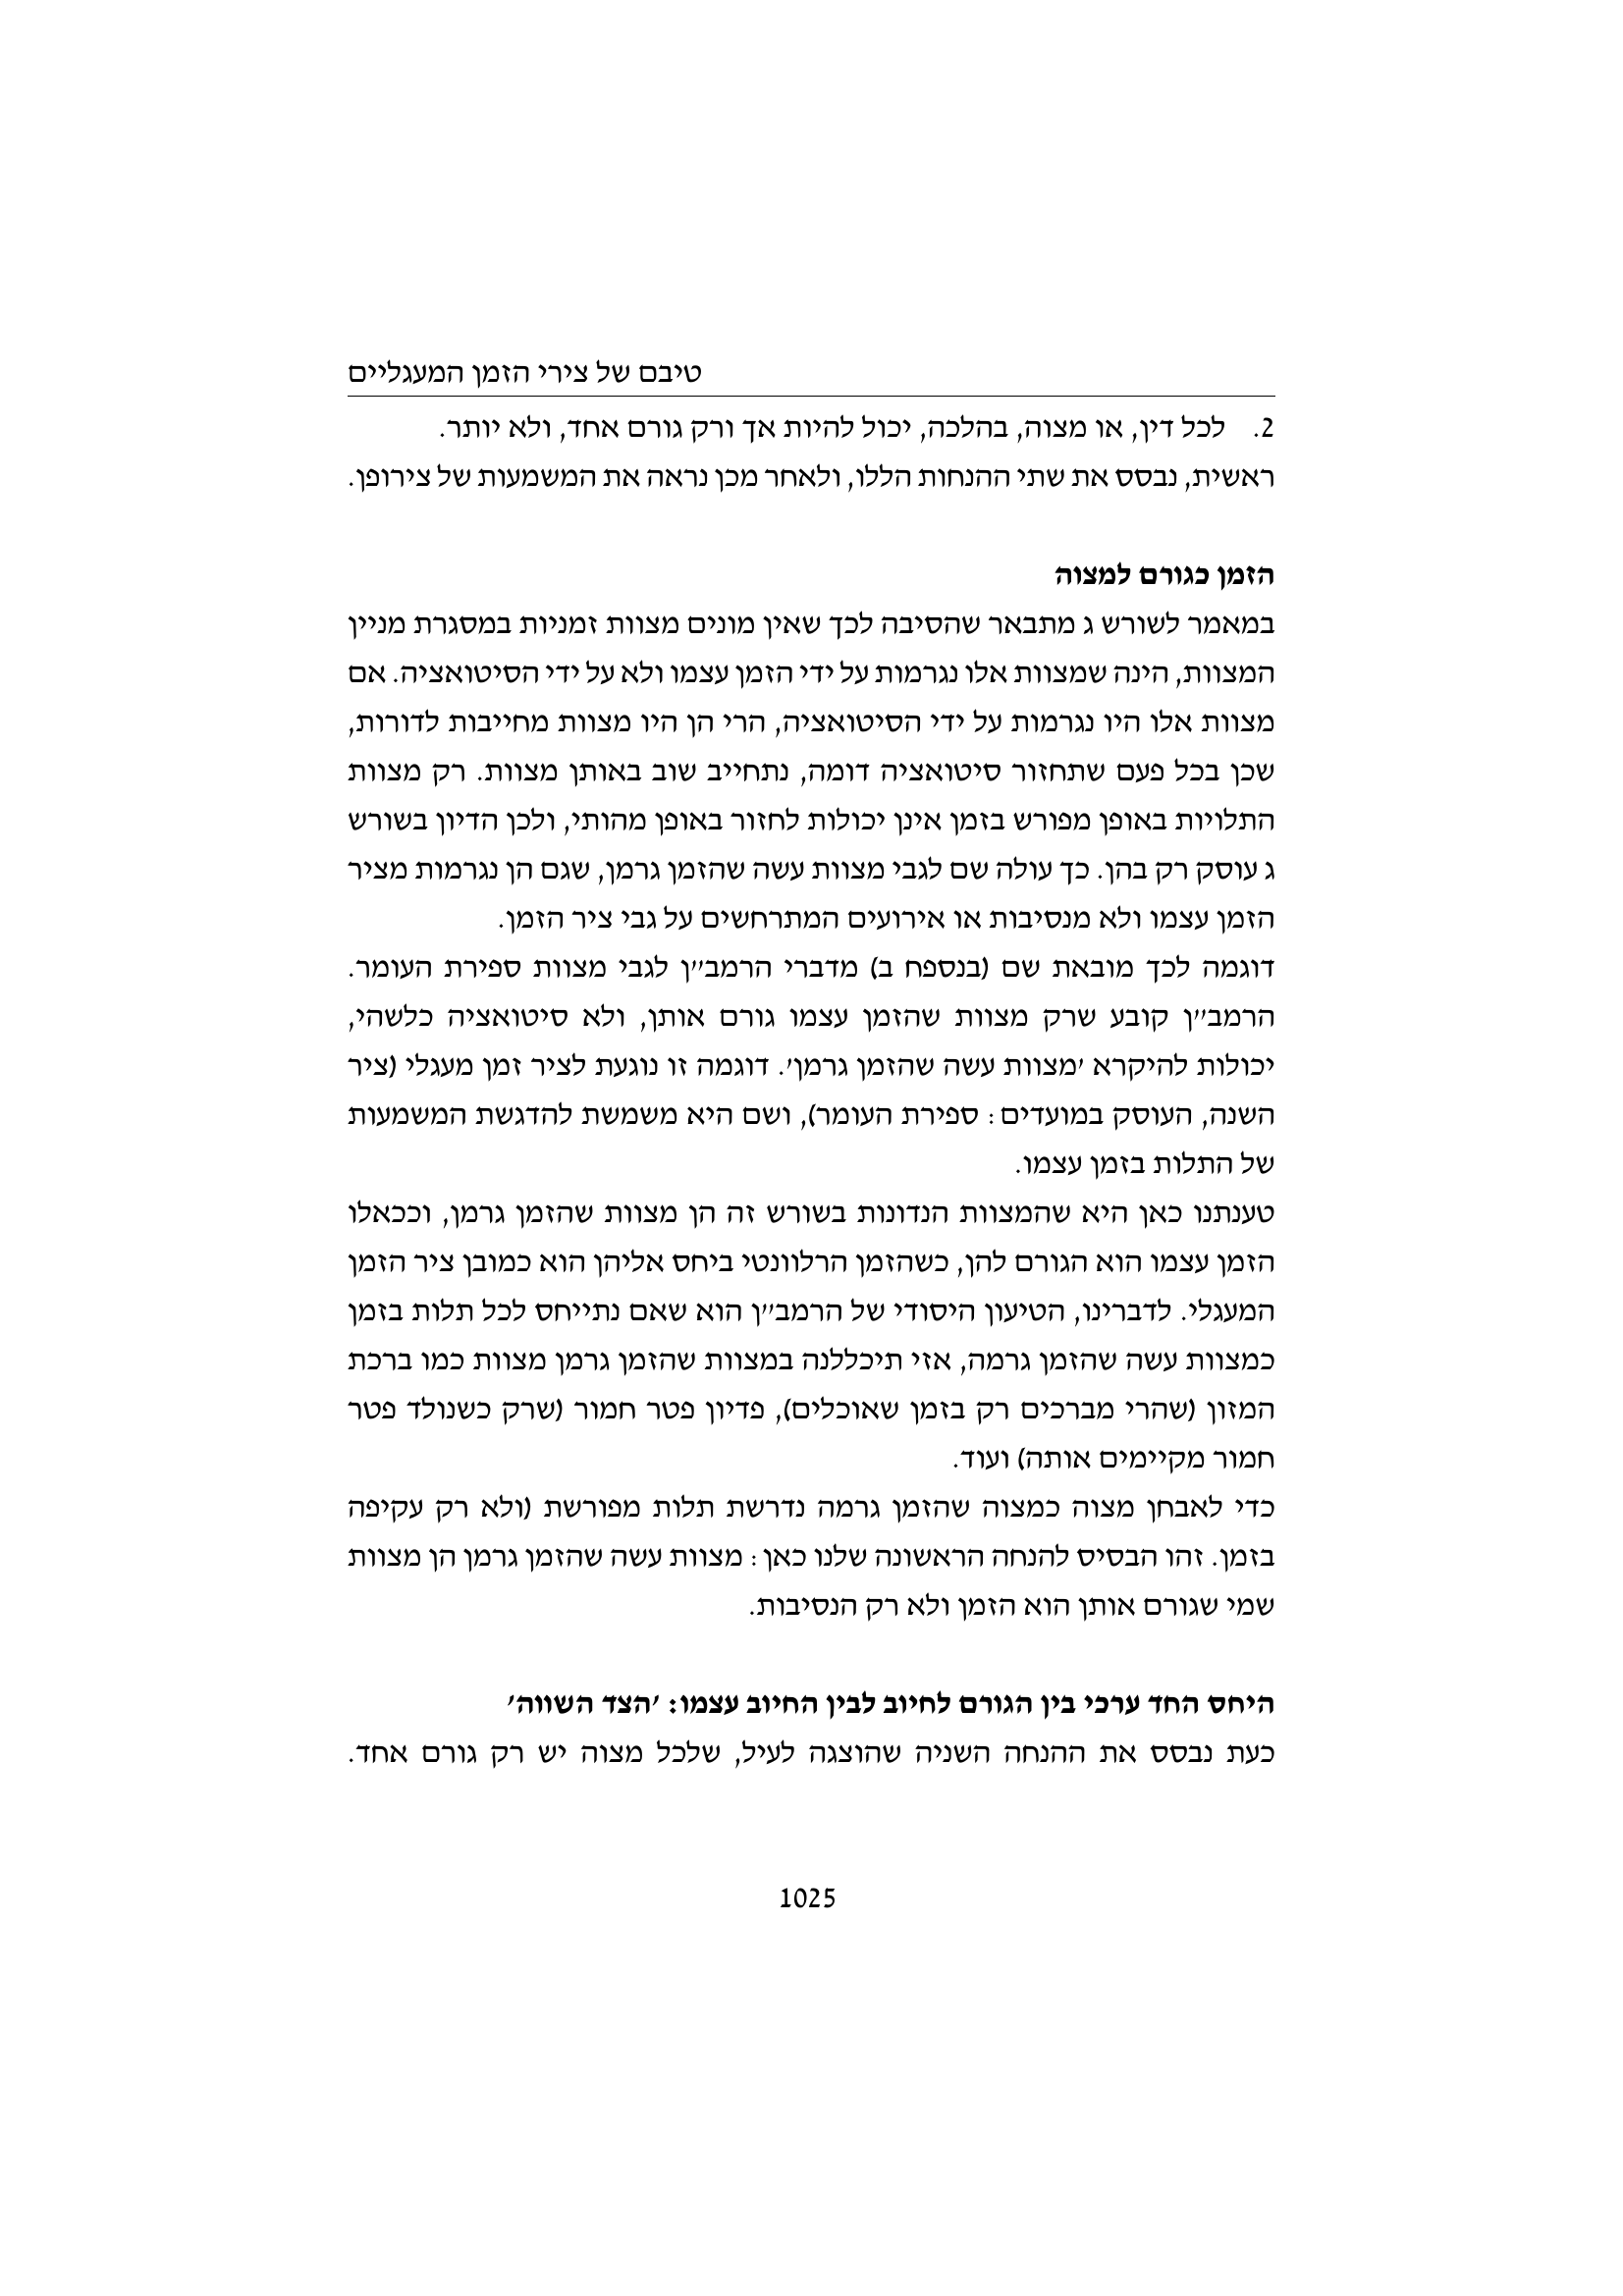 טיבם של צירי הזמן המעגליים
2. לכל דין, או מצוה, בהלכה, יכול להיות אך ורק גורם אחד, ולא יותר.
ראשית, נבסס את שתי ההנחות הללו, ולאחר מכן נראה את המשמעות של צירופן.
הזמן כגורם למצוה
במאמר לשורש ג מתבאר שהסיבה לכך שאין מונים מצוות זמניות במסגרת מניין
המצוות, הינה שמצוות אלו נגרמות על ידי הזמן עצמו ולא על ידי הסיטואציה. אם
מצוות אלו היו נגרמות על ידי הסיטואציה, הרי הן היו מצוות מחייבות לדורות,
שכן בכל פעם שתחזור סיטואציה דומה, נתחייב שוב באותן מצוות. רק מצוות
התלויות באופן מפורש בזמן אינן יכולות לחזור באופן מהותי, ולכן הדיון בשורש
ג עוסק רק בהן. כך עולה שם לגבי מצוות עשה שהזמן גרמן, שגם הן נגרמות מציר
הזמן עצמו ולא מנסיבות או אירועים המתרחשים על גבי ציר הזמן.
דוגמה לכך מובאת שם (בנספח ב) מדברי הרמב״ן לגבי מצוות ספירת העומר.
הרמב״ן קובע שרק מצוות שהזמן עצמו גורם אותן, ולא סיטואציה כלשהי,
יכולות להיקרא ׳מצוות עשה שהזמן גרמן׳. דוגמה זו נוגעת לציר זמן מעגלי (ציר
השנה, העוסק במועדים: ספירת העומר), ושם היא משמשת להדגשת המשמעות
של התלות בזמן עצמו.
טענתנו כאן היא שהמצוות הנדונות בשורש זה הן מצוות שהזמן גרמן, וככאלו
הזמן עצמו הוא הגורם להן, כשהזמן הרלוונטי ביחס אליהן הוא כמובן ציר הזמן
המעגלי. לדברינו, הטיעון היסודי של הרמב״ן הוא שאם נתייחס לכל תלות בזמן
כמצוות עשה שהזמן גרמה, אזי תיכללנה במצוות שהזמן גרמן מצוות כמו ברכת
המזון (שהרי מברכים רק בזמן שאוכלים), פדיון פטר חמור (שרק כשנולד פטר
חמור מקיימים אותה) ועוד.
כדי לאבחן מצוה כמצוה שהזמן גרמה נדרשת תלות מפורשת (ולא רק עקיפה
בזמן. זהו הבסיס להנחה הראשונה שלנו כאן: מצוות עשה שהזמן גרמן הן מצוות
שמי שגורם אותן הוא הזמן ולא רק הנסיבות.
היחס החד ערכי בין הגורם לחיוב לבין החיוב עצמו: ׳הצד השווה׳
כעת נבסס את ההנחה השניה שהוצגה לעיל, שלכל מצוה יש רק גורם אחד.
1025